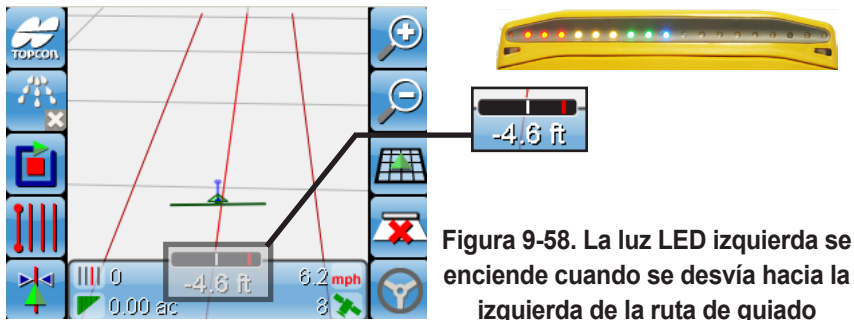 TOPCON
-4.6 ft
0
-4.6 ft
6.2 mph
0.00 ac
8
Figura 9-58. La luz LED izquierda se
enciende cuando se desvía hacia la
izquierda de la ruta de guiado